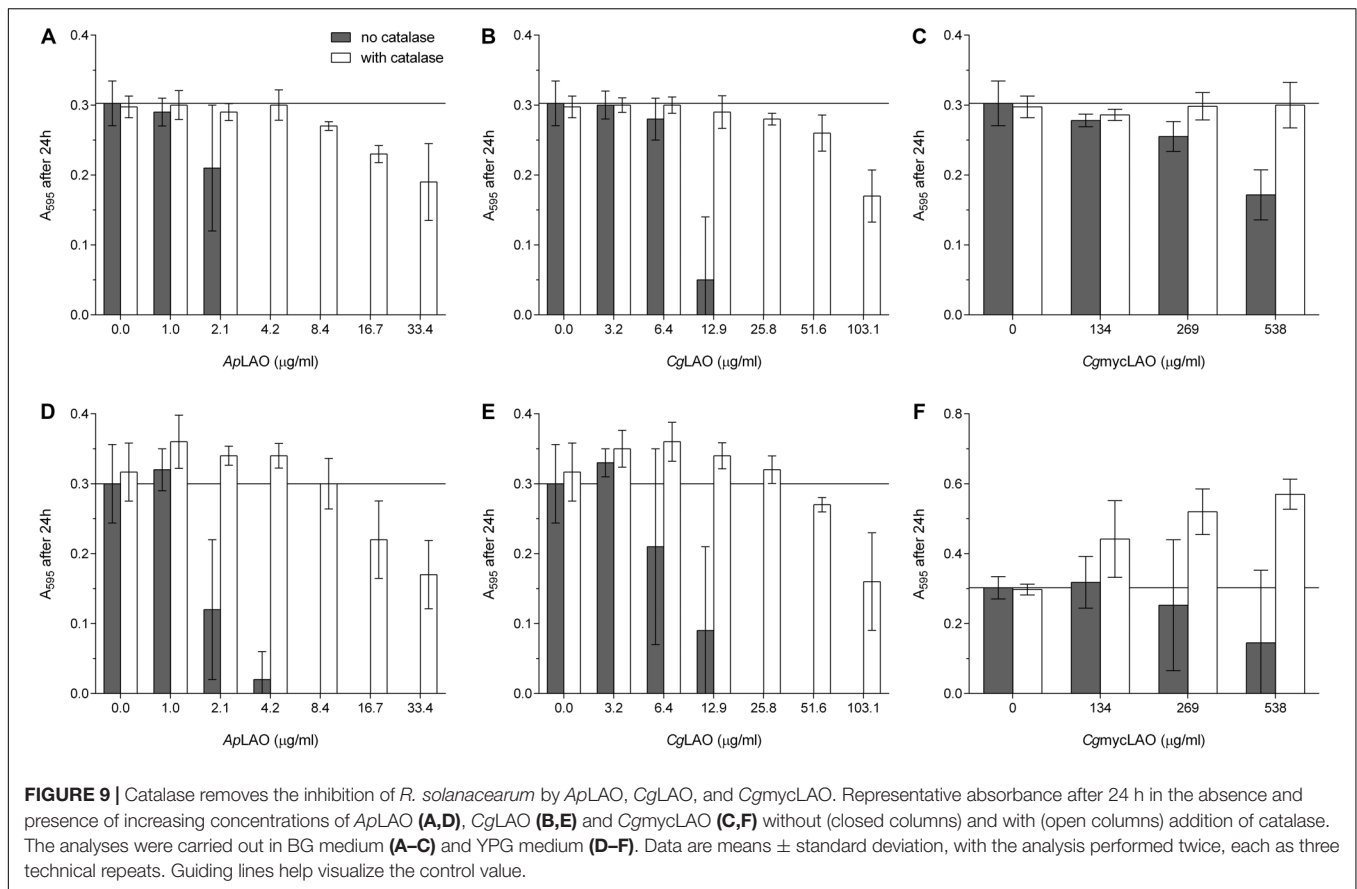 A
no catalase
with catalase
0.4
0.3
0.2
0.1
0.0
A595 after 24h
0.0 1.0 2.1 4.2 8.4 16.7 33.4
ApLAO (μg/ml)
B
0.4
0.3
0.2
0.1
0.0
A595 after 24h
0.0 3.2 6.4 12.9 25.8 51.6 103.1
CgLAO (μg/ml)
C
0.4
0.3
0.2
0.1
0.0
A595 after 24h
0 134 269 538
CgmycLAO (μg/ml)
D
0.4
0.3
0.2
0.1
0.0
A595 after 24h
0.0 1.0 2.1 4.2 8.4 16.7 33.4
ApLAO (μg/ml)
E
0.4
0.3
0.2
0.1
0.0
A595 after 24h
0.0 3.2 6.4 12.9 25.8 51.6 103.1
CgLAO (μg/ml)
F
0.8
0.6
0.4
0.2
0.0
A595 after 24h
0 134 269 538
CgmycLAO (μg/ml)
FIGURE 9 | Catalase removes the inhibition of R. solanacearum by ApLAO, CgLAO, and CgmycLAO. Representative absorbance after 24 h in the absence and
presence of increasing concentrations of ApLAO (A,D), CgLAO (B,E) and CgmycLAO (C,F) without (closed columns) and with (open columns) addition of catalase.
The analyses were carried out in BG medium (A–C) and YPG medium (D–F). Data are means ± standard deviation, with the analysis performed twice, each as three
technical repeats. Guiding lines help visualize the control value.